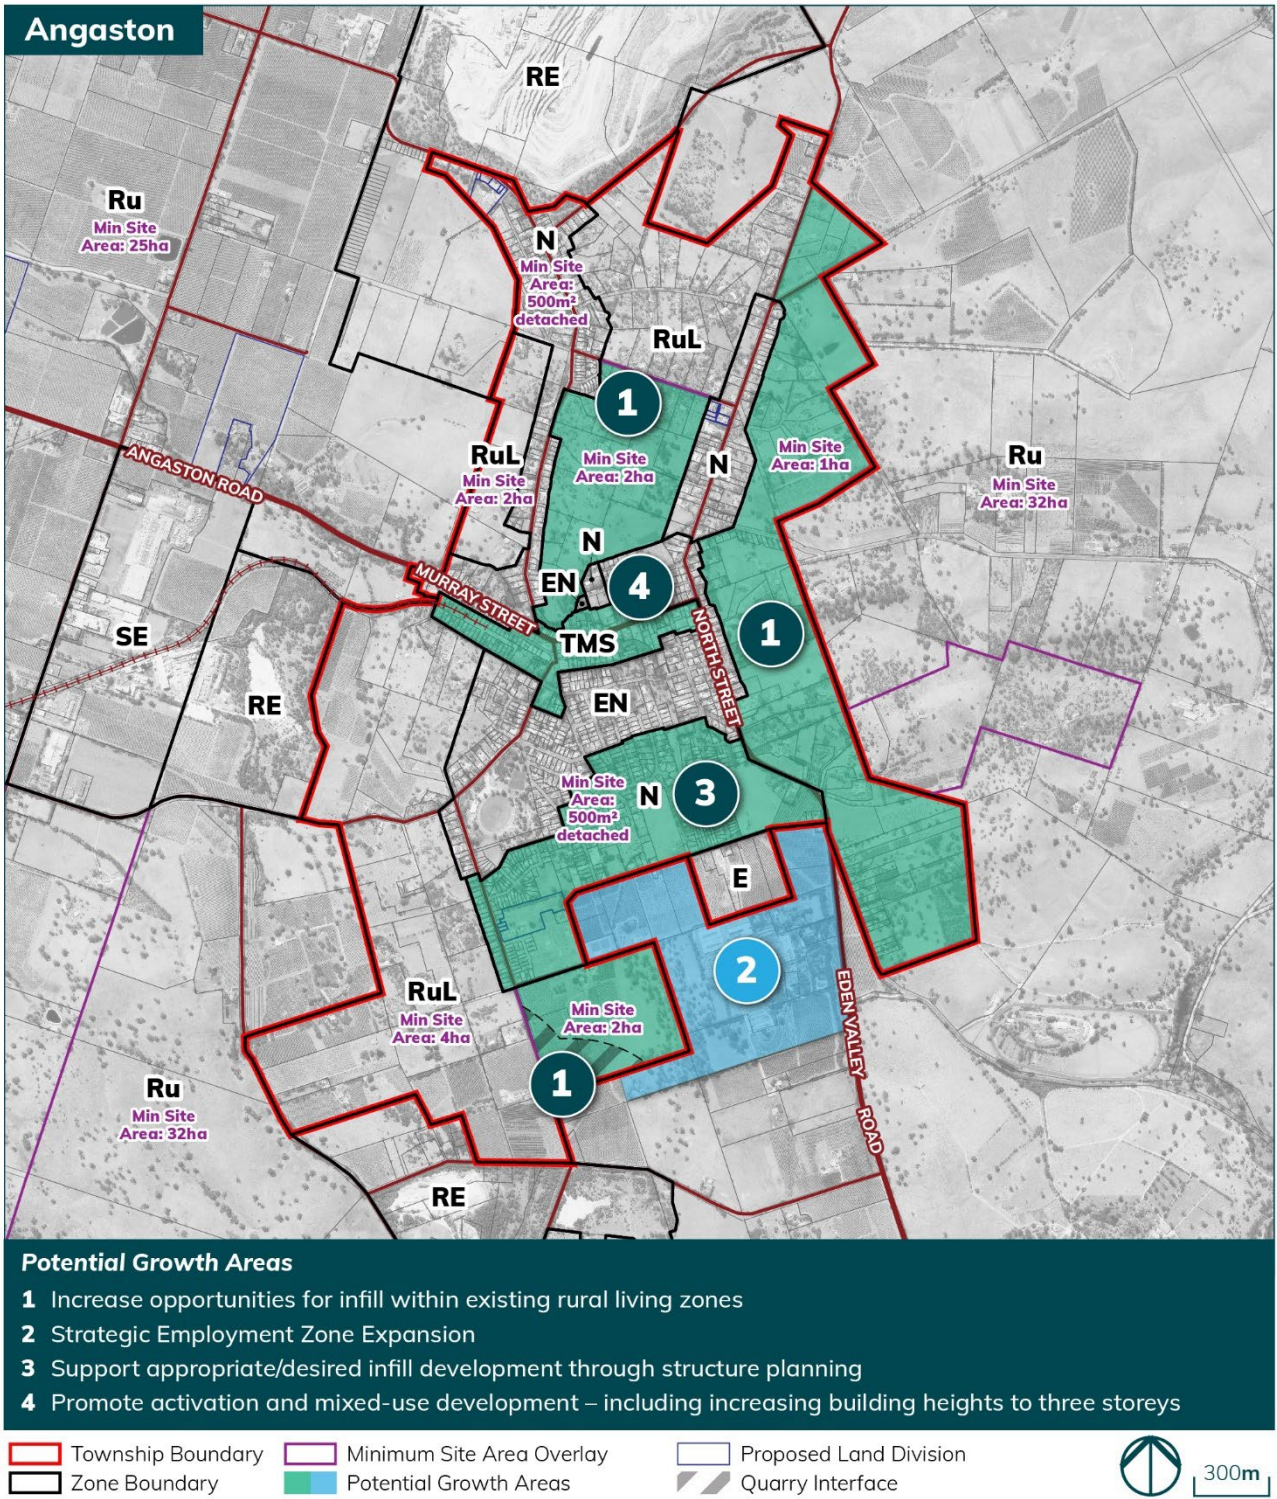 Angaston
RE
Ru
Min Site
Area: 25ha
N
Min Site
Area:
500m²
detached
RuL
1
Min Site
Area: 2ha
RuL
Min Site
Area: 2ha
N
Min Site
Area: 1ha
Ru
Min Site
Area: 32ha
ANGASTON ROAD
N
EN
4
MURRAY STREET
TMS
NORTH STREET
1
SE
RE
EN
Min Site
Area:
500m²
detached
N
3
E
2
EDEN VALLEY ROAD
RuL
Min Site
Area: 4ha
Min Site
Area: 2ha
1
Ru
Min Site
Area: 32ha
RE
Potential Growth Areas
1 Increase opportunities for infill within existing rural living zones
2 Strategic Employment Zone Expansion
3 Support appropriate/desired infill development through structure planning
4 Promote activation and mixed-use development – including increasing building heights to three storeys
Township Boundary
Minimum Site Area Overlay
Proposed Land Division
Zone Boundary
Potential Growth Areas
Quarry Interface
300m